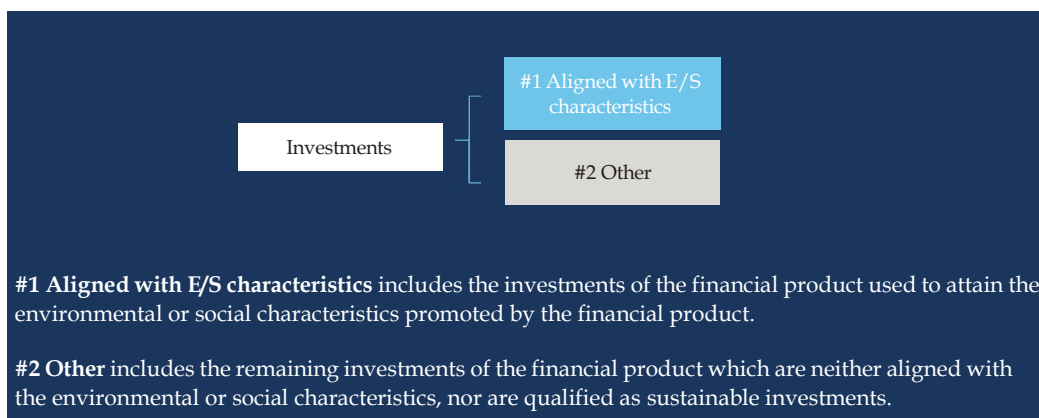 #1 Aligned with E/S
characteristics
Investments
#2 Other
#1 Aligned with E/S characteristics includes the investments of the financial product used to attain the
environmental or social characteristics promoted by the financial product.
#2 Other includes the remaining investments of the financial product which are neither aligned with
the environmental or social characteristics, nor are qualified as sustainable investments.